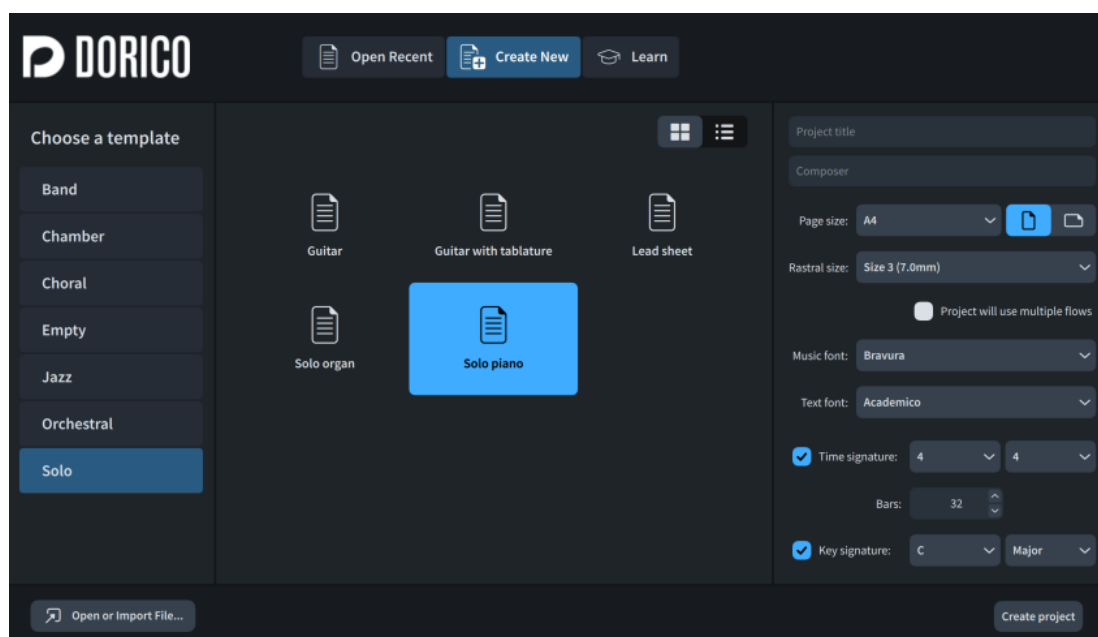 DORICO
Open Recent
Create New
Learn
Choose a template
Band
Chamber
Choral
Empty
Jazz
Orchestral
Solo
Guitar
Guitar with tablature
Lead sheet
Solo organ
Solo piano
Project title
Composer
Page size: A4
Rastral size: Size 3 (7.0mm)
Project will use multiple flows
Music font: Bravura
Text font: Academico
Time signature: 4 4
Bars: 32
Key signature: C Major
Open or Import File...
Create project